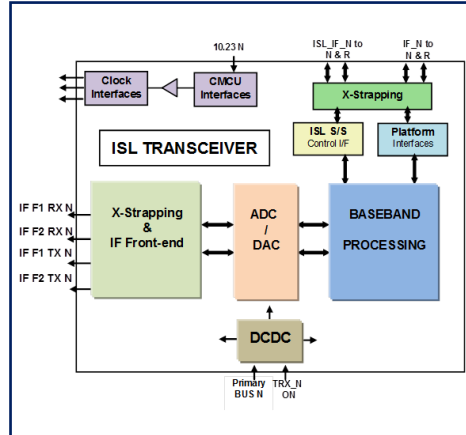 10.23 N
ISL_IF_N to
N & R
IF_N to
N & R
Clock
Interfaces
CMCU
Interfaces
X-Strapping
ISL S/S
Control I/F
Platform
Interfaces
ISL TRANSCEIVER
IF F1 RX N
IF F2 RX N
IF F1 TX N
IF F2 TX N
X-Strapping
&
IF Front-end
ADC
/
DAC
BASEBAND
PROCESSING
DCDC
Primary
BUS N
TRX_N
ON